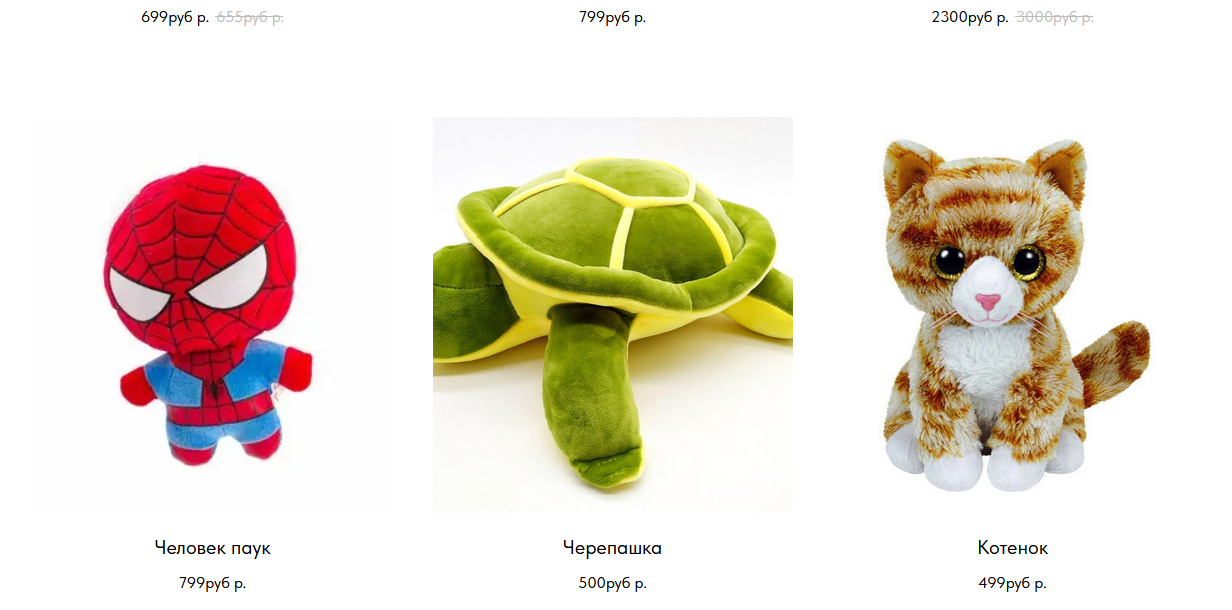 699руб р. 655руб р.
799руб р.
2300руб р. 3000руб р.
Человек паук
Черепашка
Котенок
799руб р.
500руб р.
499руб р.